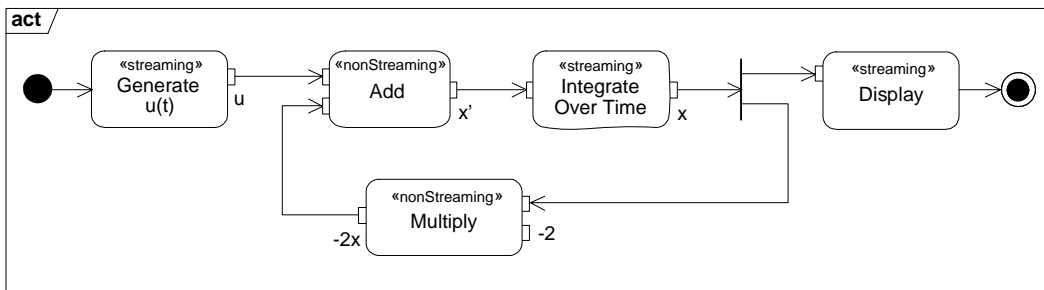 act
«streaming»
Generate
u(t)
u
«nonStreaming»
Add
x’
«streaming»
Integrate
Over Time
x
«streaming»
Display
«nonStreaming»
Multiply
-2x
-2